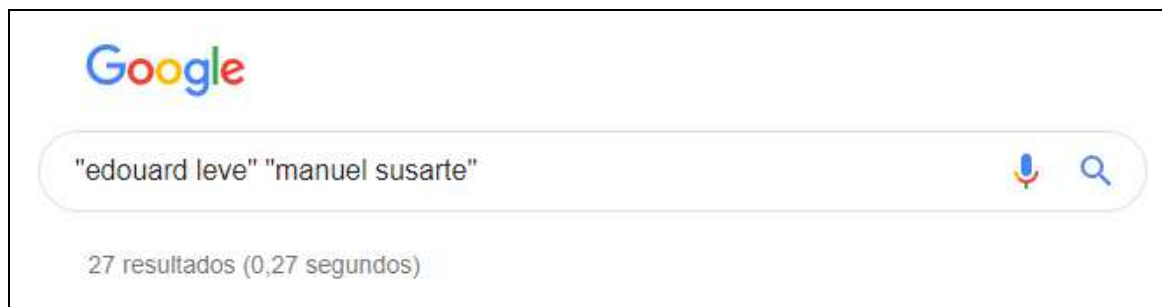 Google
"edouard leve" "manuel susarte"
27 resultados (0,27 segundos)